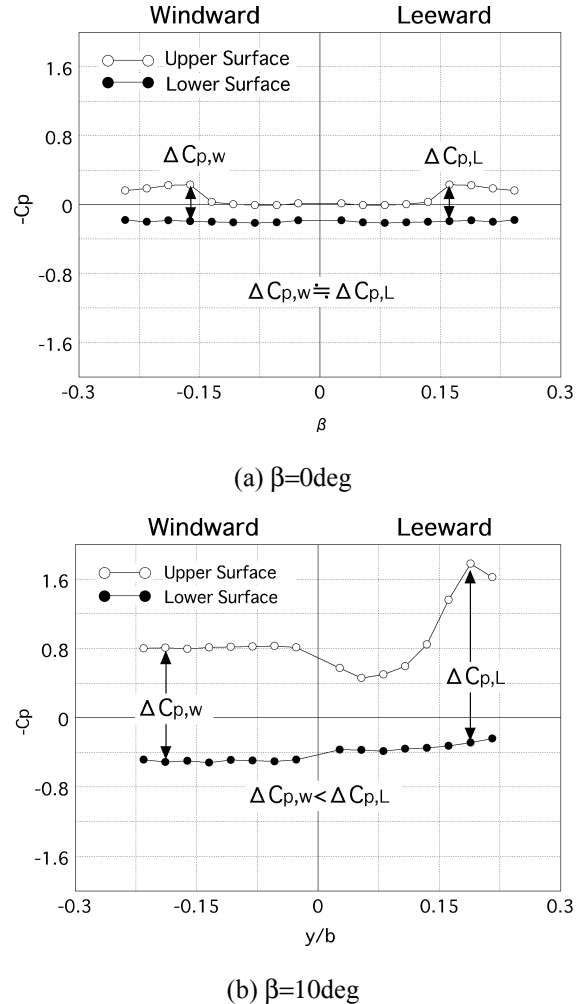 Windward Leeward
1.6
Upper Surface
Lower Surface
0.8
ΔCp,w ΔCp,L
-Cp
0
-0.8
ΔCp,w≒ΔCp,L
-1.6
-0.3 -0.15 0 0.15 0.3
β
(a) β=0deg
Windward Leeward
1.6
Upper Surface
Lower Surface
0.8
ΔCp,w ΔCp,L
-Cp
0
-0.8
ΔCp,w<ΔCp,L
-1.6
-0.3 -0.15 0 0.15 0.3
y/b
(b) β=10deg